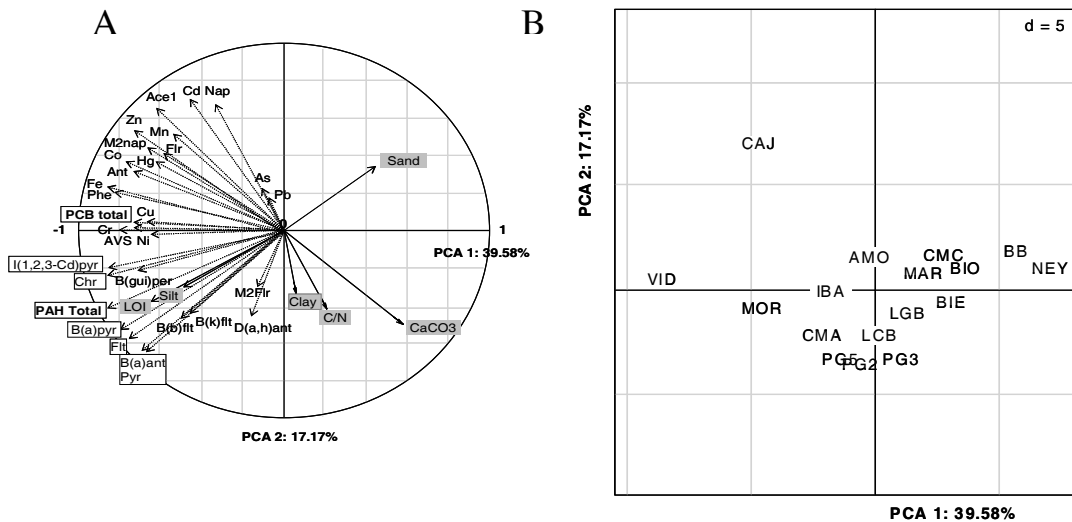 A
B
d = 5
Cd Nap
Ace1
Zn
Mn
M2nap
Flr
Co
Hg
Ant
Fe
Phe
Sand
As
Pb
PCB total
Cu
0
-1
Cr
1
AVS Ni
PCA 1: 39.58%
I(1,2,3-Cd)pyr
Chr
B(gui)per
Silt
LOI
M2Flr
Clay
PAH Total
C/N
B(a)pyr
B(b)flt
B(k)flt
D(a,h)ant
CaCO3
Flt
B(a)ant
Pyr
PCA 2: 17.17%
PCA 2: 17.17%
CAJ
AMO
CMC
BB
MAR
BIO
NEY
VID
IBA
MOR
BIE
LGB
CMA
LCB
PG5
PG2
PG3
PCA 1: 39.58%